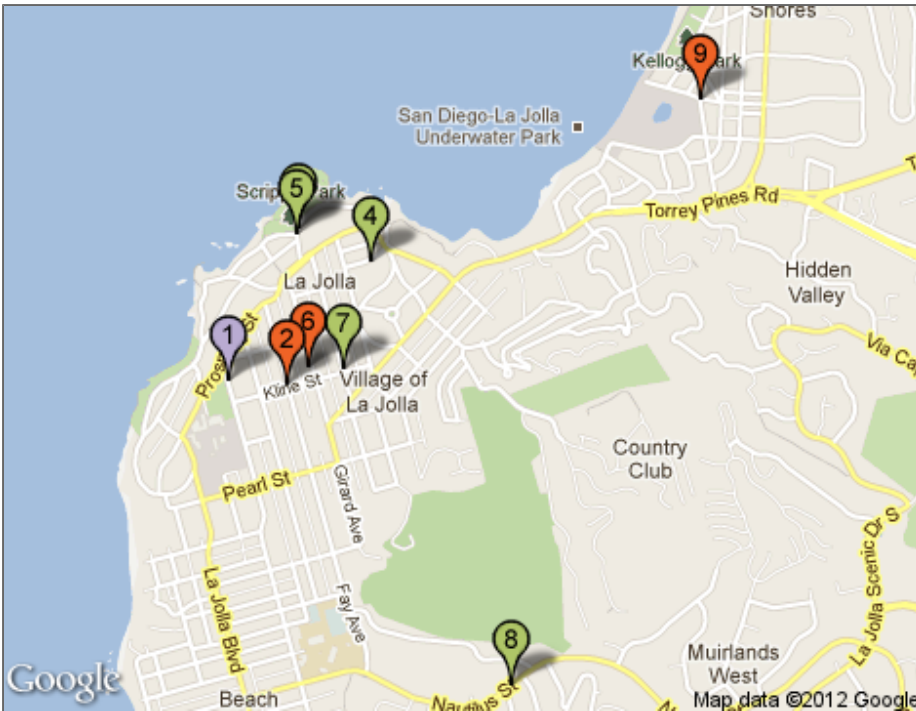 Shores
Kellogg Park
9
San Diego-La Jolla
Underwater Park
Scripps Park
5
4
Torrey Pines Rd
La Jolla
Hidden
Valley
1
2
6
7
Prospect St
Kline St
Village of
La Jolla
Via Cap
Country
Club
Pearl St
Girard Ave
La Jolla Scenic Dr S
La Jolla Blvd
Fay Ave
8
Muirlands
West
Google
Beach
Nautilus St
Map data ©2012 Google